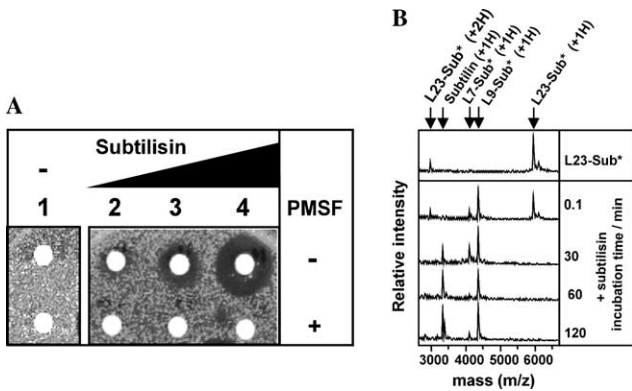 A
Subtilisin
-
1 2 3 4 PMSF
-
+
B
L23-Sub* (+2H)
Subtilin (+1H)
L7-Sub* (+1H)
L9-Sub* (+1H)
L23-Sub* (+1H)
L23-Sub*
0.1
30
60
120
+ subtilisin
incubation time / min
Relative intensity
3000 4000 5000 6000
mass (m/z)